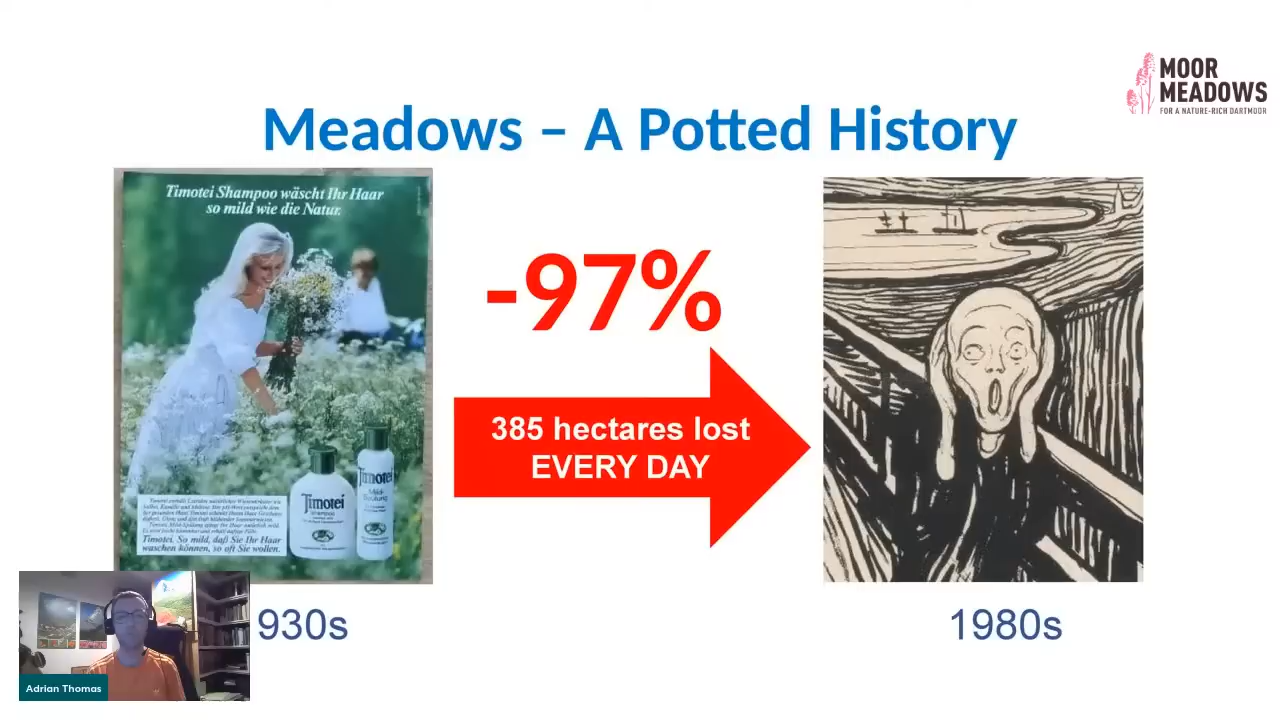 MOOR
MEADOWS
FOR A NATURE-RICH DARTMOOR
Meadows – A Potted History
Timotei Shampoo wäscht Ihr Haar
so mild wie die Natur.
-97%
385 hectares lost
EVERY DAY
Timotei
Timotei
Timotei. So mild, daß Sie Ihr Haar
waschen können, so oft Sie wollen.
930s
1980s
Adrian Thomas